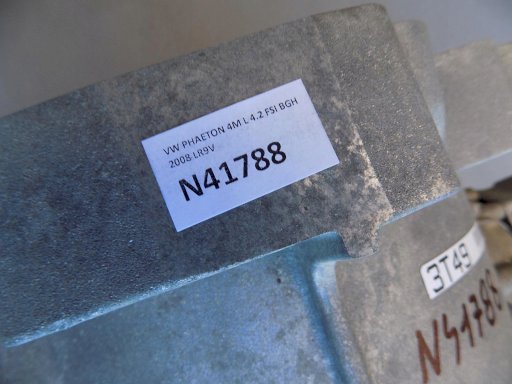 VW PHAETON 4M L 4.2 FSI BGH
2008 LR9V
N41788
3T49
N41788